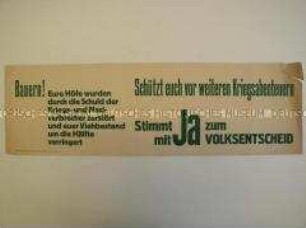 Bauern!
Eure Höfe wurden
durch die Schuld der
Kriegs- und Nazi-
verbrecher zerstört
und euer Viehbestand
um die Hälfte
verringert
Schützt euch vor weiteren Kriegsabenteuern
Stimmt
mit Ja zum
VOLKSENTSCHEID